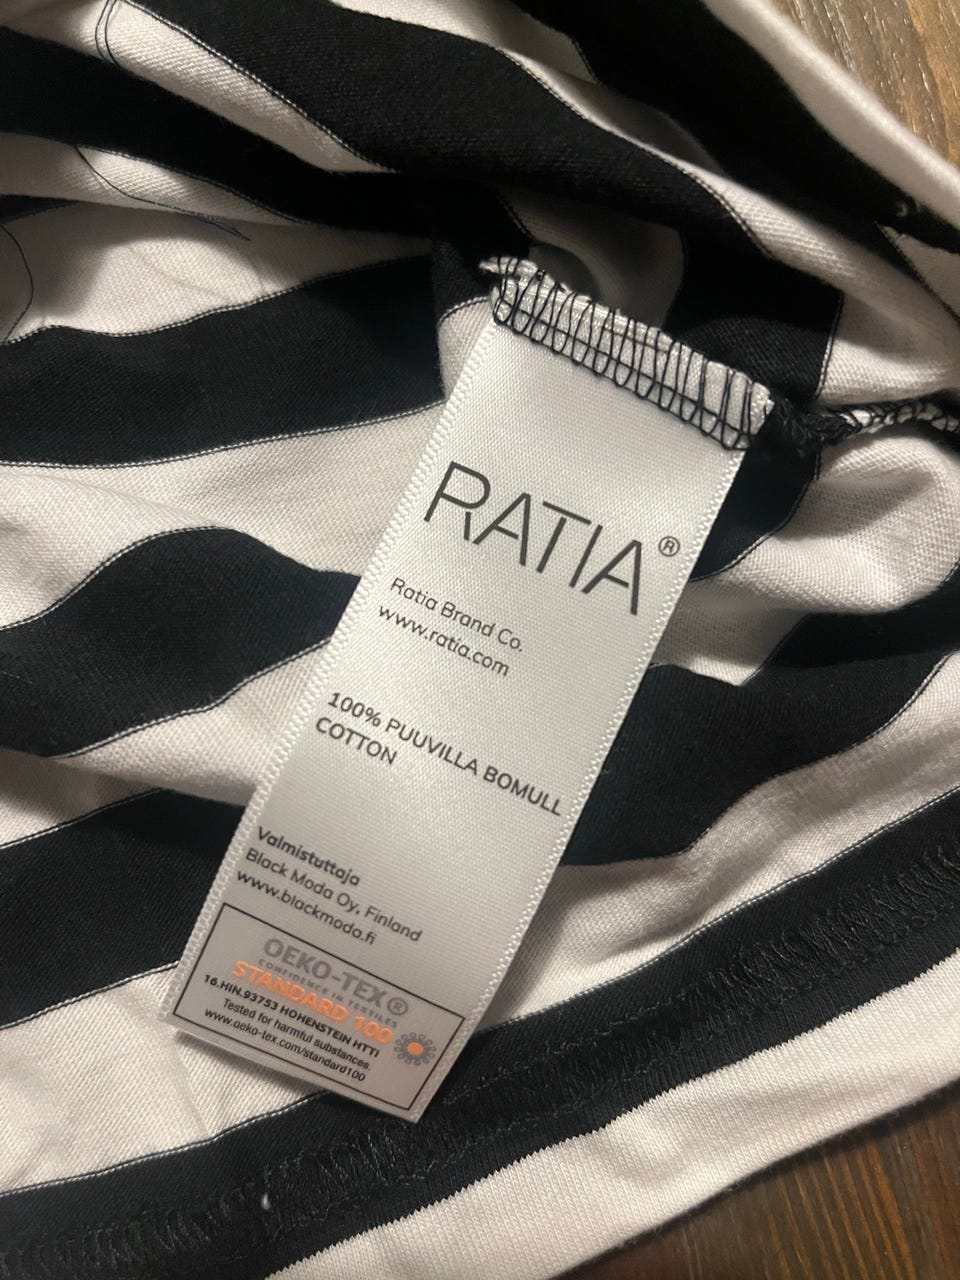 RATIA®
Ratia Brand Co.
www.ratia.com
100% PUUVILLA BOMULL
COTTON
Valmistuttaja
Black Moda Oy, Finland
www.blackmoda.fi
OEKO-TEX®
CONFIDENCE IN TEXTILES
STANDARD 100
16.HIN.93753 HOHENSTEIN HTTI
Tested for harmful substances.
www.oeko-tex.com/standard100